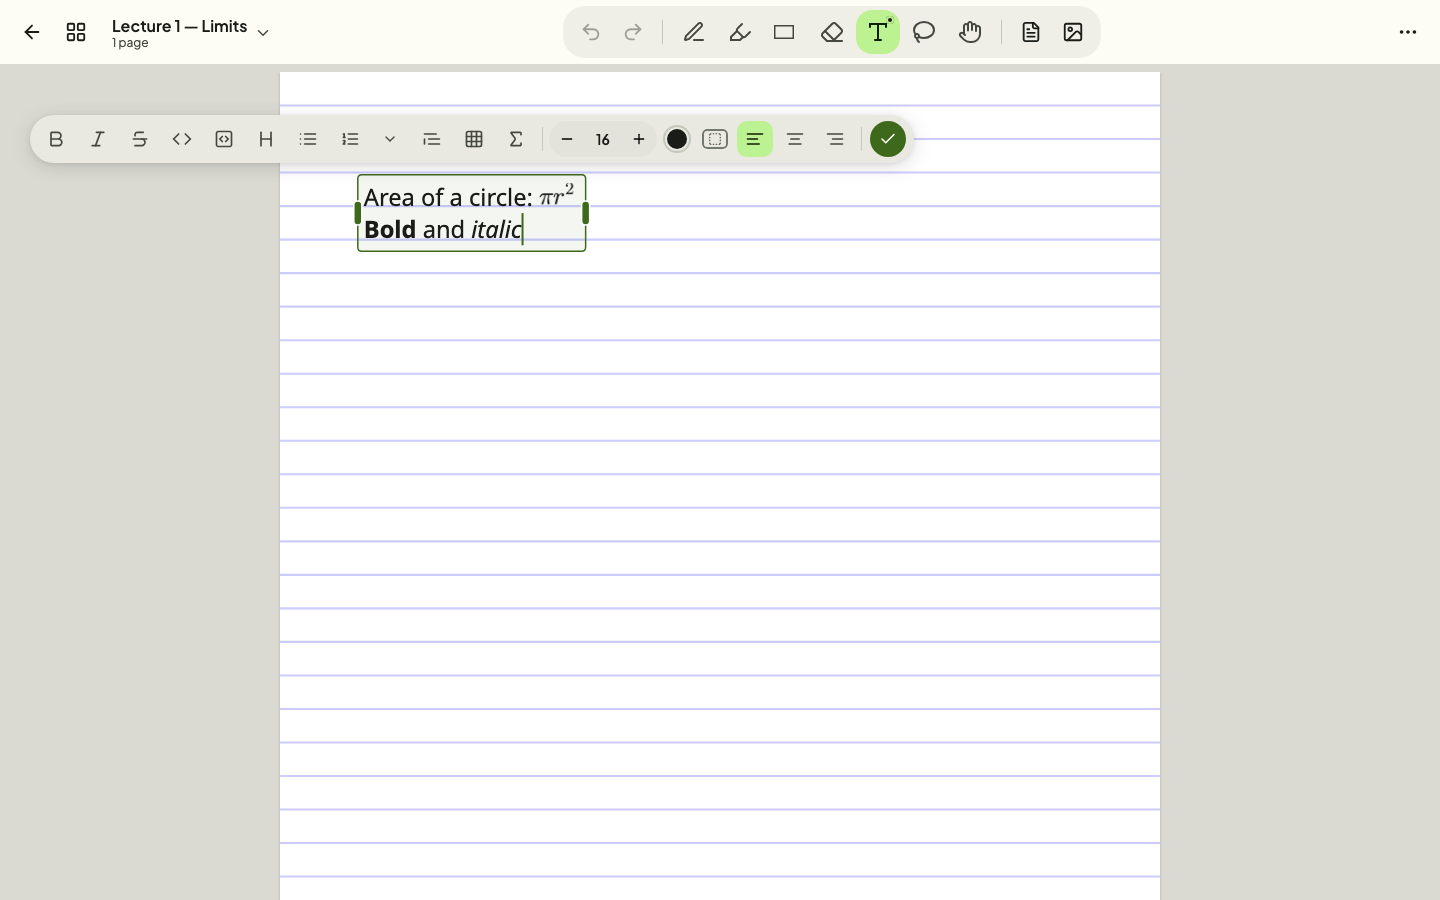 Lecture 1 — Limits
1 page
16
Area of a circle: πr²
Bold and italic